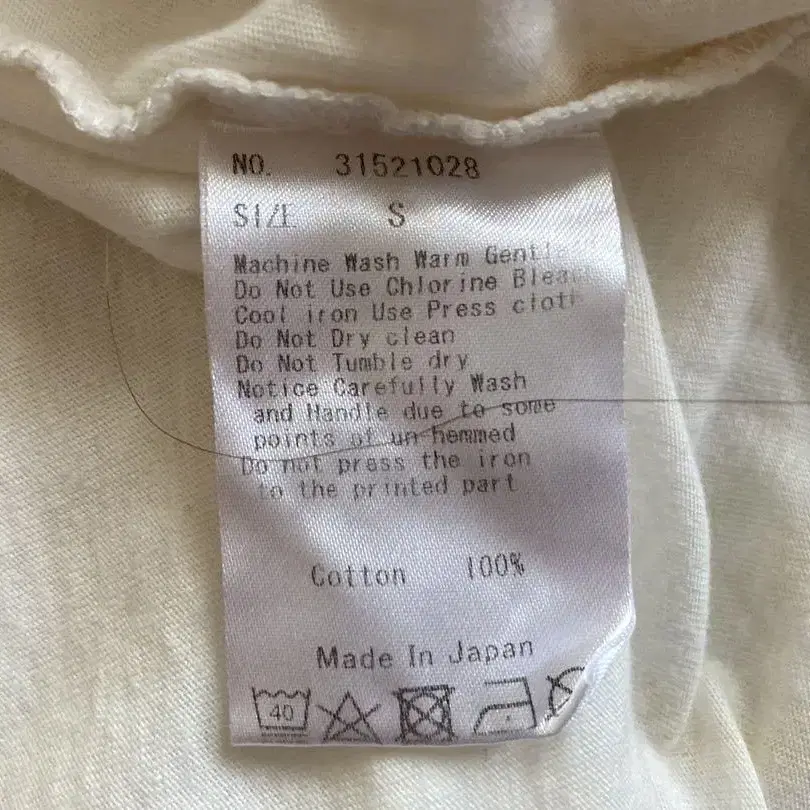 NO. 31521028
SIZE S
Machine Wash Warm Gentle
Do Not Use Chlorine Bleach
Cool iron Use Press cloth
Do Not Dry clean
Do Not Tumble dry
Notice Carefully Wash
and Handle due to some
points of un hemmed
Do not press the iron
to the printed part
Cotton 100%
Made In Japan
40